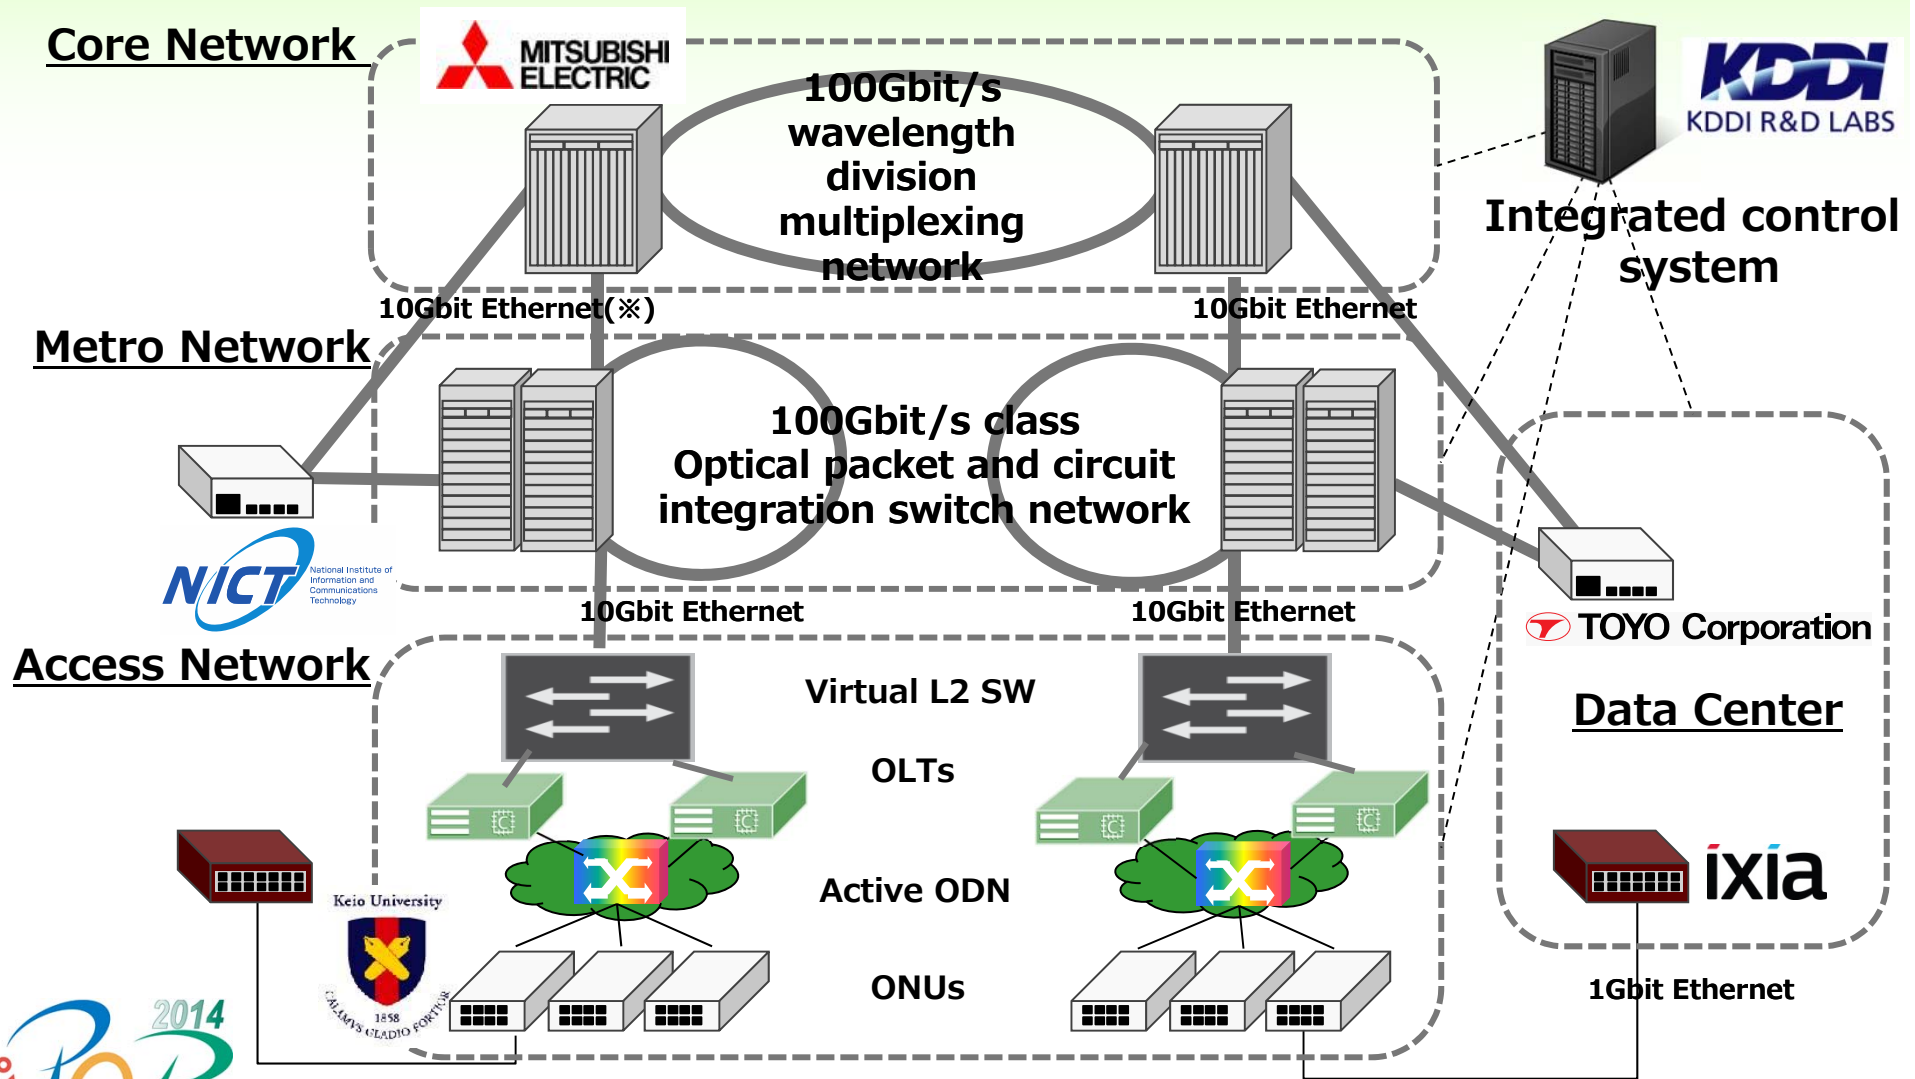 Core Network
MITSUBISHI
ELECTRIC
100Gbit/s
wavelength
division
multiplexing
network
KDDI
KDDI R&D LABS
Integrated control
system
10Gbit Ethernet(※)
10Gbit Ethernet
Metro Network
100Gbit/s class
Optical packet and circuit
integration switch network
NICT
National Institute of
Information and
Communications
Technology
10Gbit Ethernet
10Gbit Ethernet
TOYO Corporation
Access Network
Virtual L2 SW
Data Center
OLTs
Active ODN
ixia
Keio University
1858
CALAMVS GLADIO FORTIOR
ONUs
1Gbit Ethernet
2014